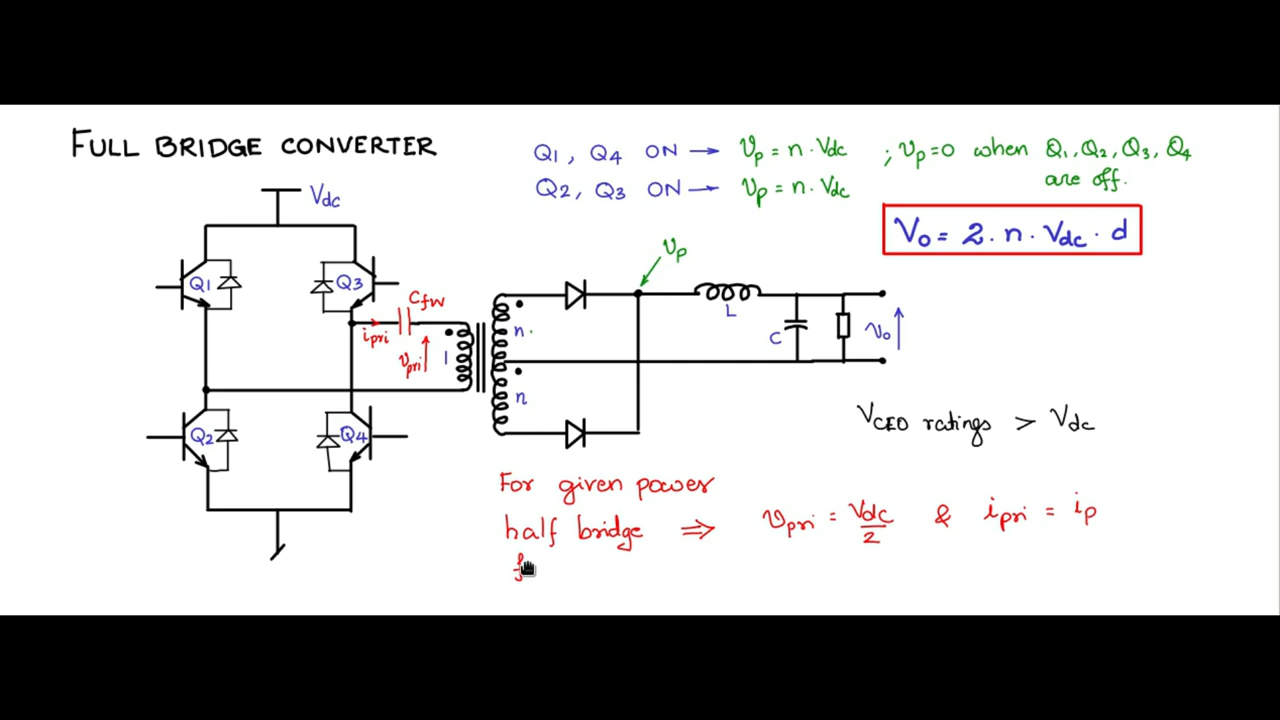 FULL BRIDGE CONVERTER
Q1, Q4 ON → Vp = n · Vdc ; Vp=0 when Q1, Q2, Q3, Q4
are off.
Q2, Q3 ON → Vp = n · Vdc
Vo = 2 . n . Vdc . d
Vdc
Vp
Q1
Q3
Cfw
ipri
vpri
1
n
n
L
C
Vo
Q2
Q4
VCEO ratings > Vdc
For given power
half bridge ⇒ vpri = Vdc/2 & ipri = ip
f